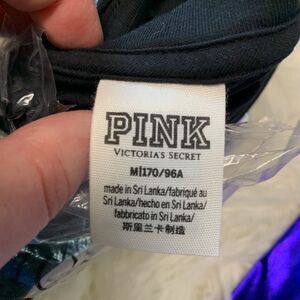 PINK
VICTORIA'S SECRET
M|170/96A
made in Sri Lanka/fabriqué au
Sri Lanka/hecho en Sri Lanka/
fabbricato in Sri Lanka/
斯里兰卡制造